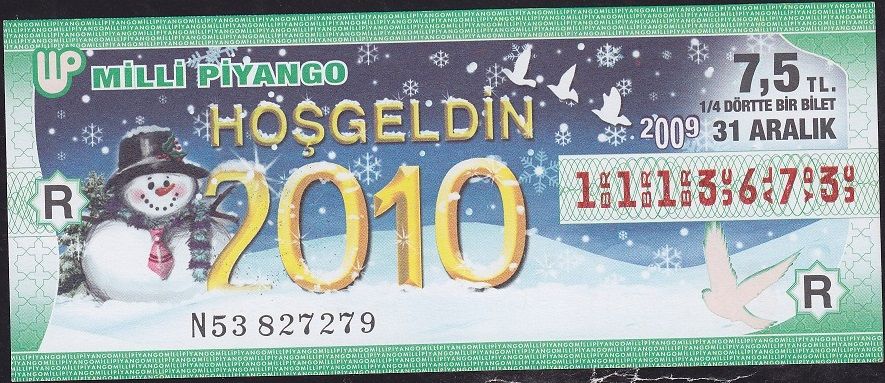 MİLLİ PİYANGO
HOŞGELDİN
2010
7,5 TL.
1/4 DÖRTTE BİR BİLET
2009 31 ARALIK
1113673
R
R
N53 827279